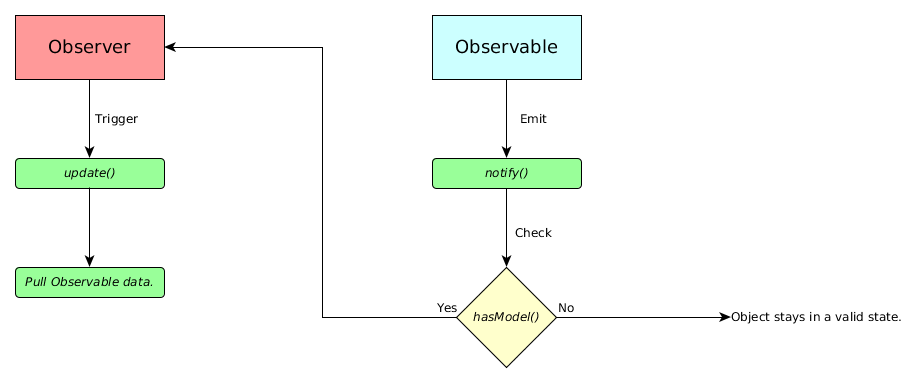 Observer
Observable
Trigger
Emit
update()
notify()
Check
Pull Observable data.
Yes
No
hasModel()
Object stays in a valid state.